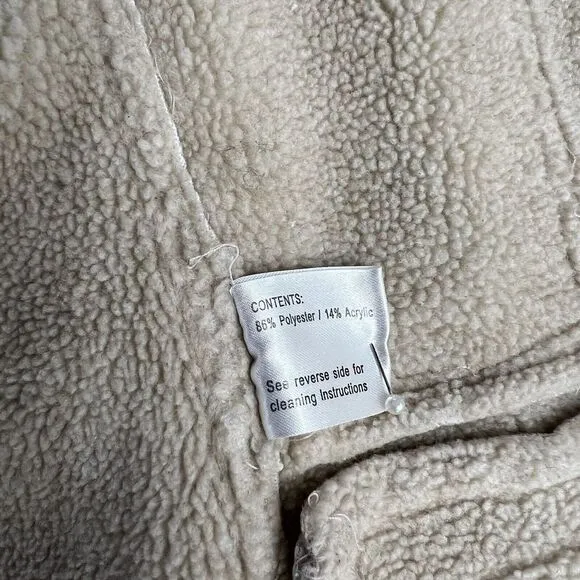 CONTENTS:
86% Polyester / 14% Acrylic
See reverse side for
cleaning Instructions